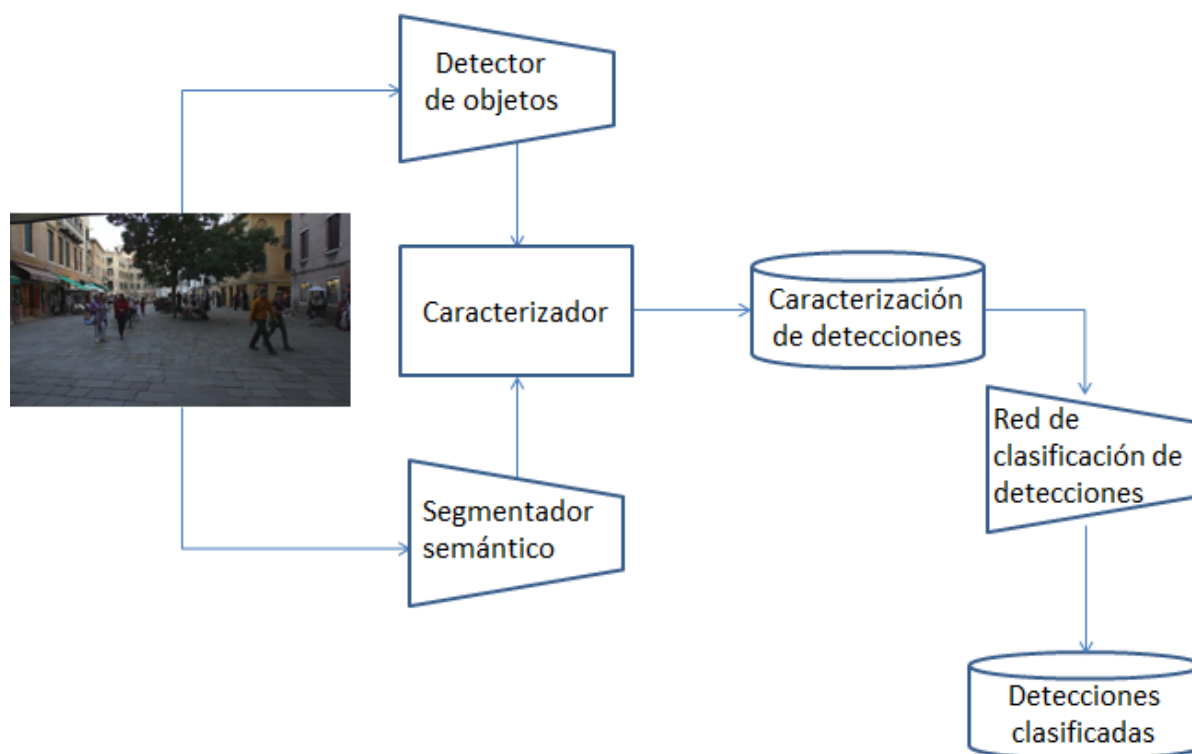 Detector
de objetos
Caracterizador
Caracterización
de detecciones
Red de
clasificación de
detecciones
Segmentador
semántico
Detecciones
clasificadas